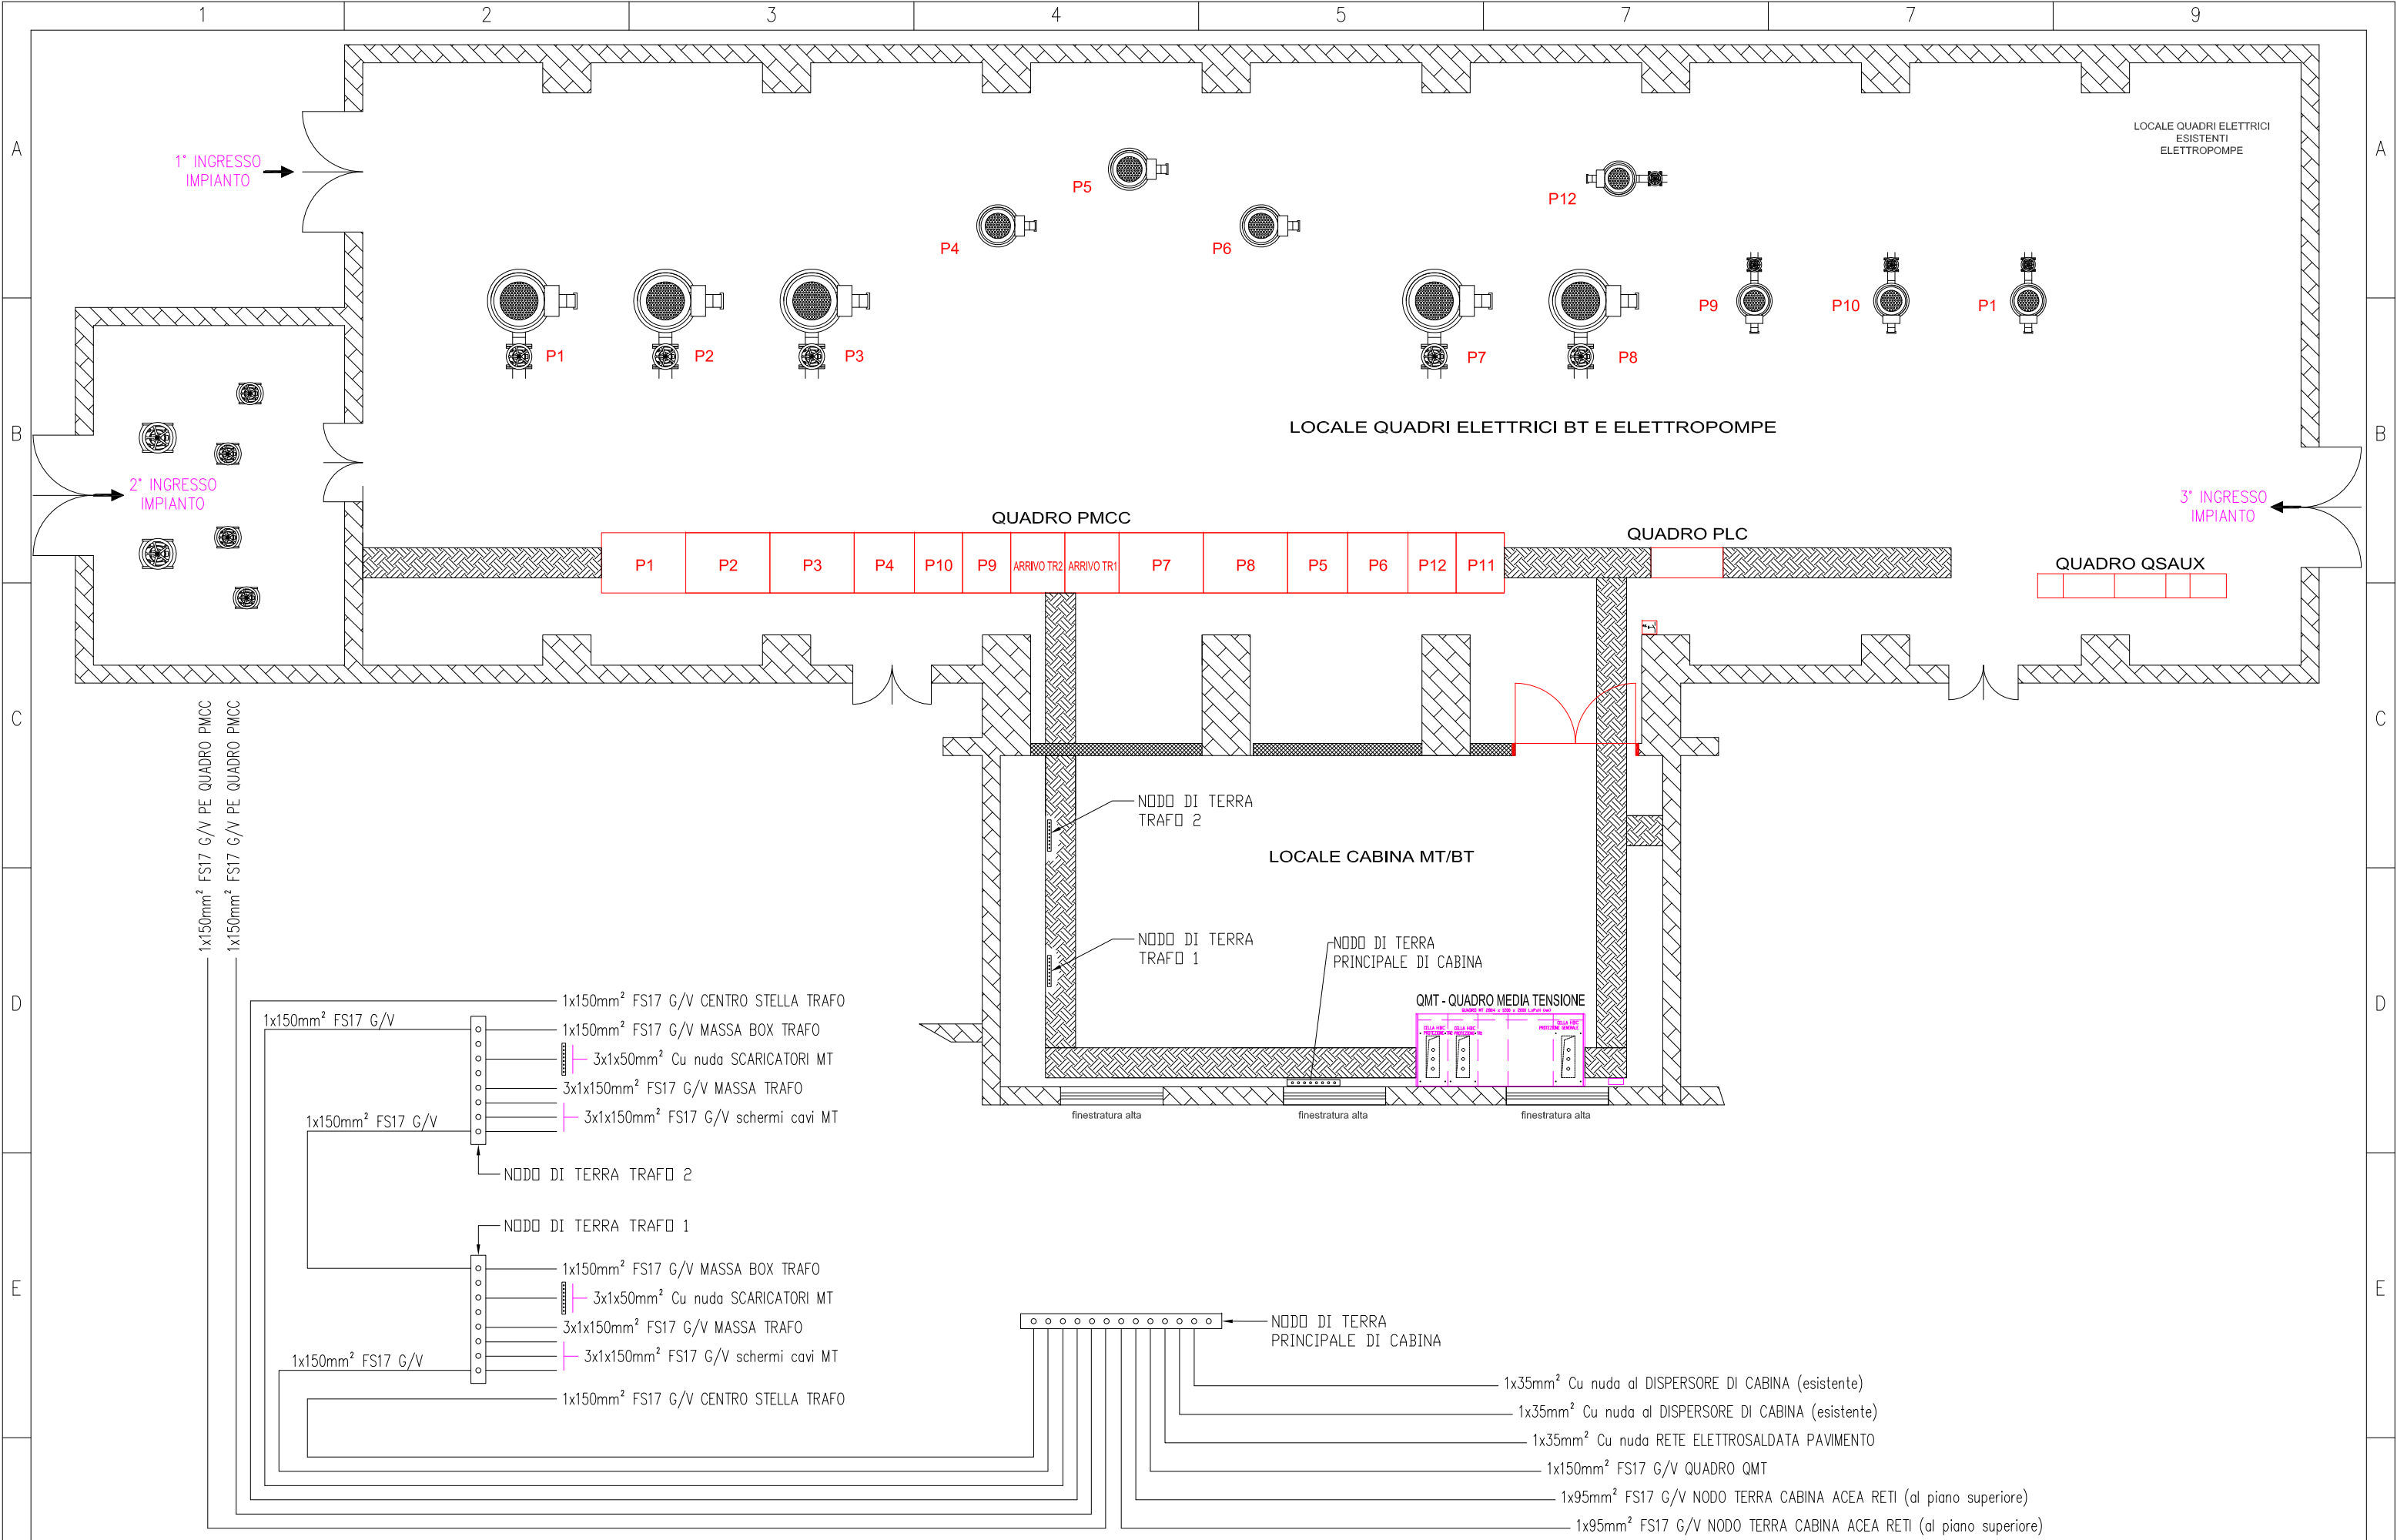 1
2
3
4
5
7
7
9
A
A
LOCALE QUADRI ELETTRICI
ESISTENTI
ELETTROPOMPE
1° INGRESSO
IMPIANTO
P5
P12
P4
P6
P9
P10
P1
P1
P2
P3
P7
P8
B
B
LOCALE QUADRI ELETTRICI BT E ELETTROPOMPE
2° INGRESSO
IMPIANTO
3° INGRESSO
IMPIANTO
QUADRO PMCC
QUADRO PLC
QUADRO QSAUX
P1
P2
P3
P4
P10
P9
ARRIVO TR2
ARRIVO TR1
P7
P8
P5
P6
P12
P11
C
C
1x150mm² FS17 G/V PE QUADRO PMCC
1x150mm² FS17 G/V PE QUADRO PMCC
NODO DI TERRA
TRAFO 2
LOCALE CABINA MT/BT
NODO DI TERRA
TRAFO 1
NODO DI TERRA
PRINCIPALE DI CABINA
D
D
QMT - QUADRO MEDIA TENSIONE
finestratura alta
finestratura alta
finestratura alta
1x150mm² FS17 G/V CENTRO STELLA TRAFO
1x150mm² FS17 G/V
1x150mm² FS17 G/V MASSA BOX TRAFO
3x1x50mm² Cu nuda SCARICATORI MT
3x1x150mm² FS17 G/V MASSA TRAFO
1x150mm² FS17 G/V
3x1x150mm² FS17 G/V schermi cavi MT
NODO DI TERRA TRAFO 2
NODO DI TERRA TRAFO 1
E
E
1x150mm² FS17 G/V MASSA BOX TRAFO
3x1x50mm² Cu nuda SCARICATORI MT
3x1x150mm² FS17 G/V MASSA TRAFO
1x150mm² FS17 G/V
3x1x150mm² FS17 G/V schermi cavi MT
1x150mm² FS17 G/V CENTRO STELLA TRAFO
NODO DI TERRA
PRINCIPALE DI CABINA
1x35mm² Cu nuda al DISPERSORE DI CABINA (esistente)
1x35mm² Cu nuda al DISPERSORE DI CABINA (esistente)
1x35mm² Cu nuda RETE ELETTROSALDATA PAVIMENTO
1x150mm² FS17 G/V QUADRO QMT
1x95mm² FS17 G/V NODO TERRA CABINA ACEA RETI (al piano superiore)
1x95mm² FS17 G/V NODO TERRA CABINA ACEA RETI (al piano superiore)